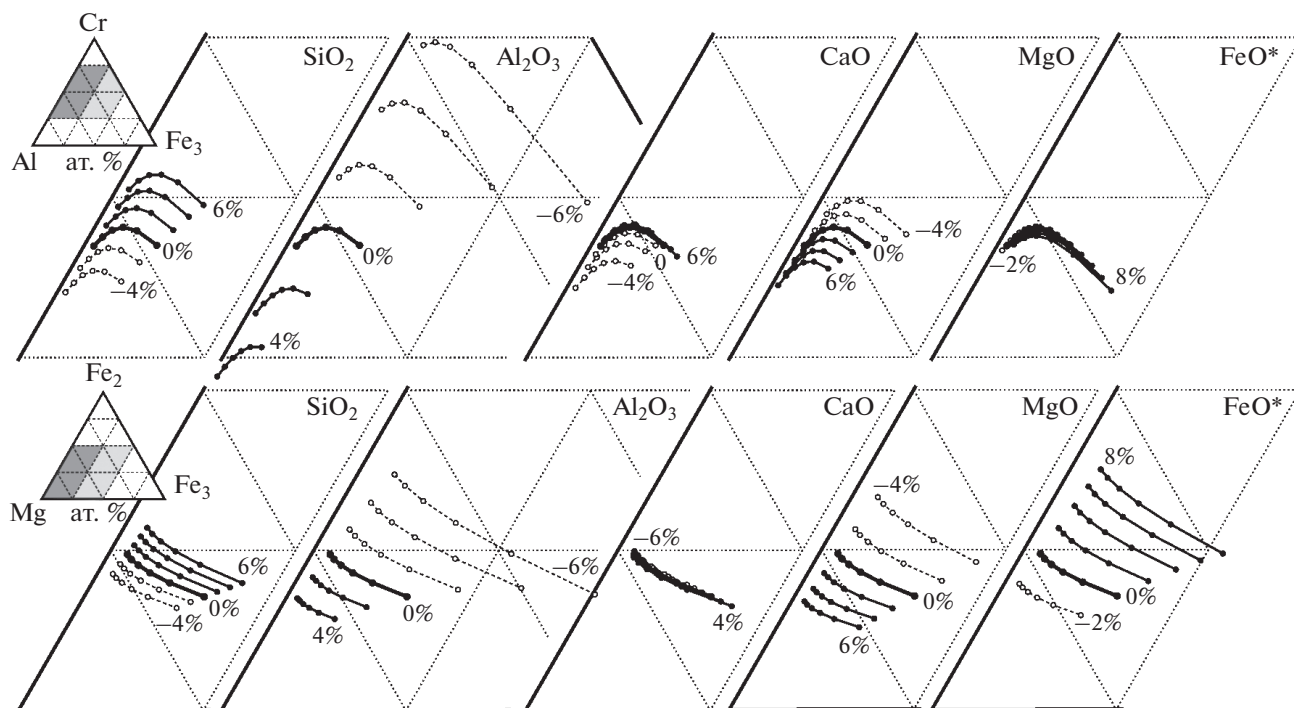 Cr
SiO₂
Al₂O₃
CaO
MgO
FeO*
Al
ат. %
Fe₃
6%
0%
−4%
0%
4%
−6%
0
6%
−4%
−4%
0%
6%
−2%
8%
Fe₂
SiO₂
Al₂O₃
CaO
MgO
FeO*
Mg
ат. %
Fe₃
6%
0%
−4%
−6%
0%
4%
−6%
4%
−4%
0%
6%
8%
0%
−2%